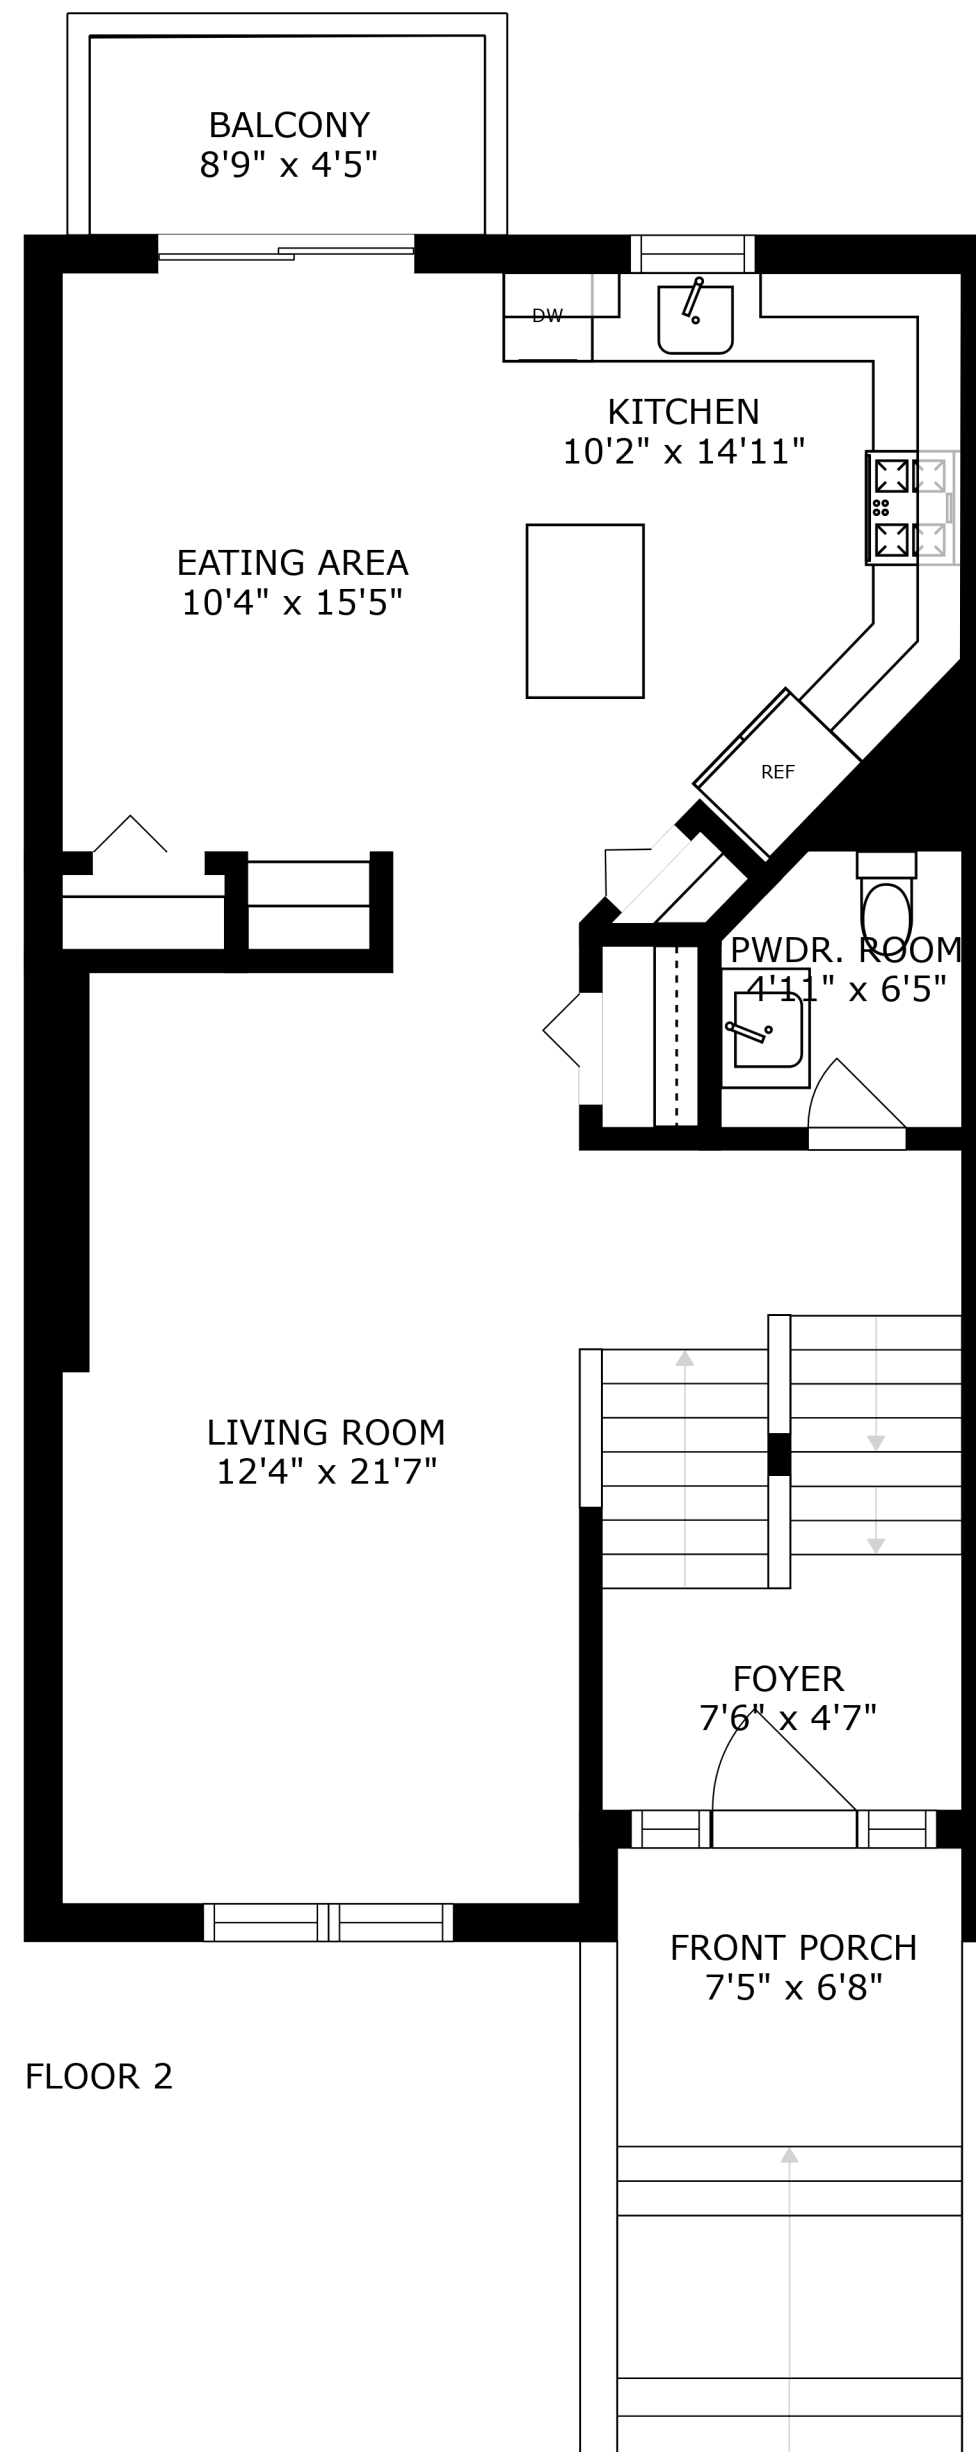 BALCONY
8'9" x 4'5"
DW
KITCHEN
10'2" x 14'11"
EATING AREA
10'4" x 15'5"
REF
PWDR. ROOM
4'11" x 6'5"
LIVING ROOM
12'4" x 21'7"
FOYER
7'6" x 4'7"
FRONT PORCH
7'5" x 6'8"
FLOOR 2